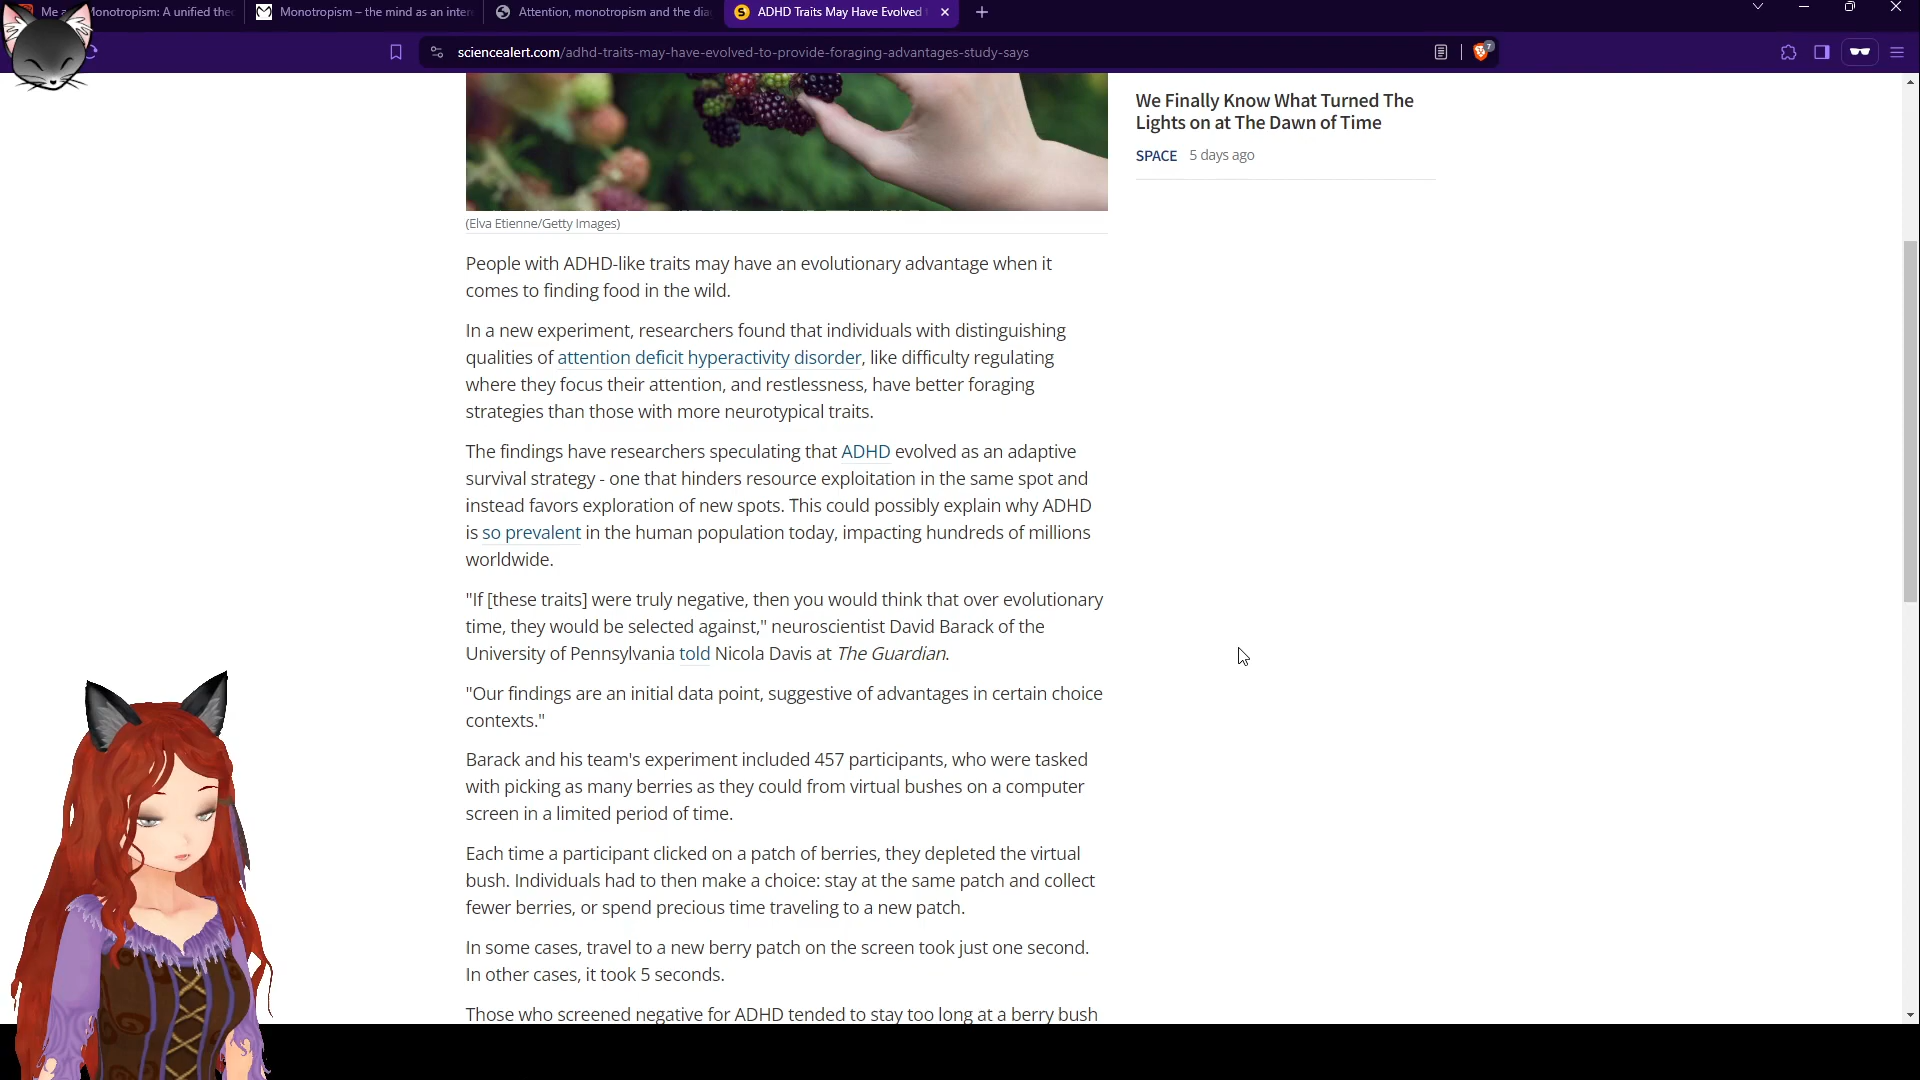 Monotropism: A unified the
Monotropism – the mind as an inter
Attention, monotropism and the dia
ADHD Traits May Have Evolved
sciencealert.com/adhd-traits-may-have-evolved-to-provide-foraging-advantages-study-says
7
We Finally Know What Turned The
Lights on at The Dawn of Time
SPACE 5 days ago
(Elva Etienne/Getty Images)
People with ADHD-like traits may have an evolutionary advantage when it
comes to finding food in the wild.
In a new experiment, researchers found that individuals with distinguishing
qualities of attention deficit hyperactivity disorder, like difficulty regulating
where they focus their attention, and restlessness, have better foraging
strategies than those with more neurotypical traits.
The findings have researchers speculating that ADHD evolved as an adaptive
survival strategy - one that hinders resource exploitation in the same spot and
instead favors exploration of new spots. This could possibly explain why ADHD
is so prevalent in the human population today, impacting hundreds of millions
worldwide.
"If [these traits] were truly negative, then you would think that over evolutionary
time, they would be selected against," neuroscientist David Barack of the
University of Pennsylvania told Nicola Davis at The Guardian.
"Our findings are an initial data point, suggestive of advantages in certain choice
contexts."
Barack and his team's experiment included 457 participants, who were tasked
with picking as many berries as they could from virtual bushes on a computer
screen in a limited period of time.
Each time a participant clicked on a patch of berries, they depleted the virtual
bush. Individuals had to then make a choice: stay at the same patch and collect
fewer berries, or spend precious time traveling to a new patch.
In some cases, travel to a new berry patch on the screen took just one second.
In other cases, it took 5 seconds.
Those who screened negative for ADHD tended to stay too long at a berry bush